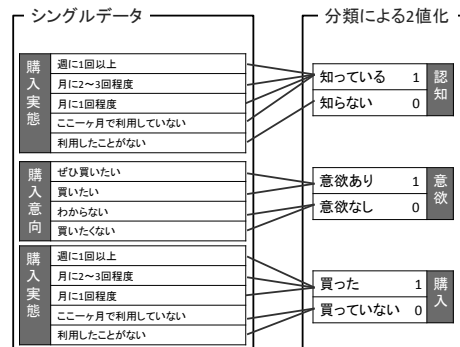 シングルデータ
分類による2値化
購入実態
週に1回以上
月に2~3回程度
月に1回程度
ここ一ヶ月で利用していない
利用したことがない
知っている 1
知らない 0
認知
購入意向
ぜひ買いたい
買いたい
わからない
買いたくない
意欲あり 1
意欲なし 0
意欲
購入実態
週に1回以上
月に2~3回程度
月に1回程度
ここ一ヶ月で利用していない
利用したことがない
買った 1
買っていない 0
購入